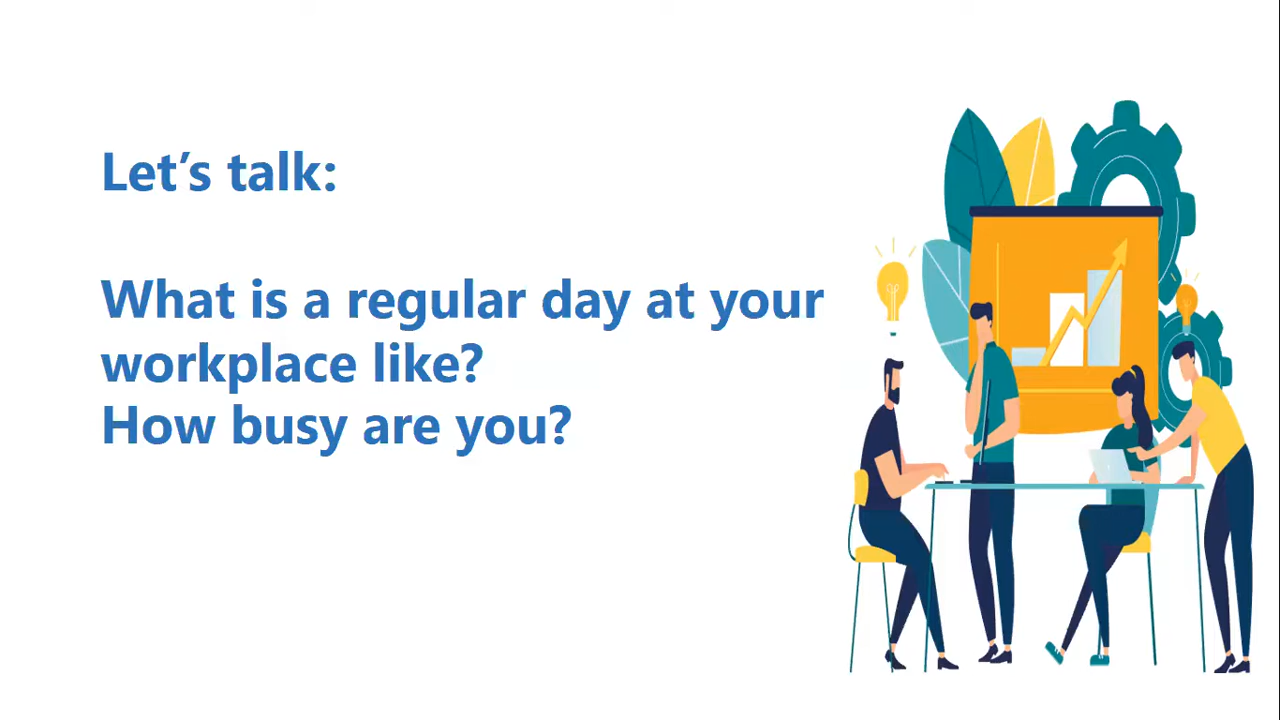 Let’s talk:
What is a regular day at your
workplace like?
How busy are you?